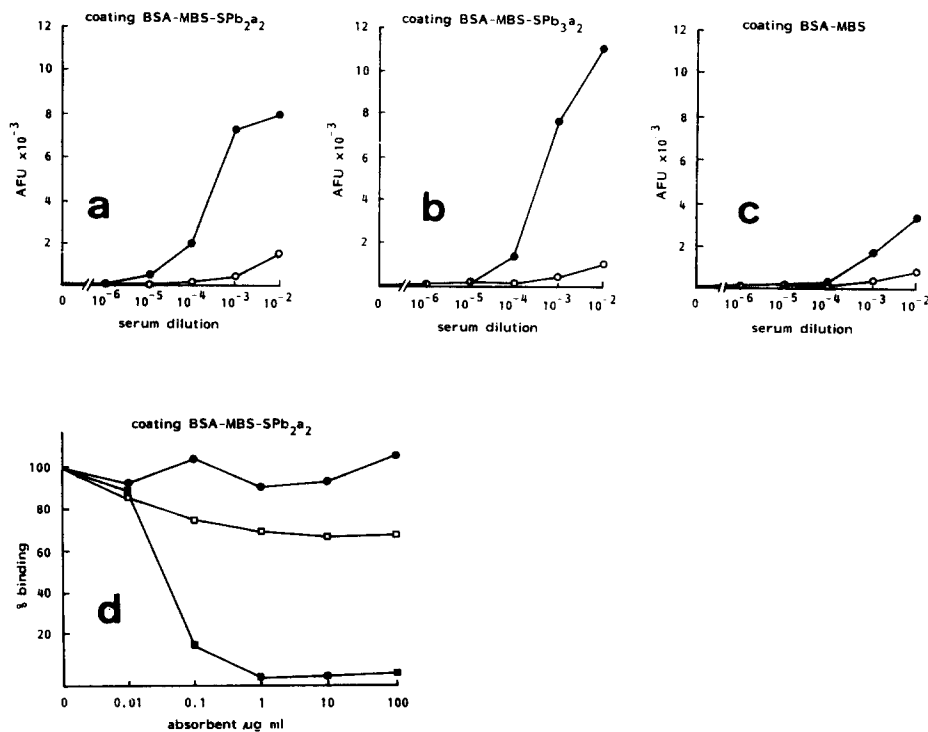 coating BSA-MBS-SPb₂a₂
12
10
8
6
4
2
0
AFU x10⁻³
a
10⁻⁶ 10⁻⁵ 10⁻⁴ 10⁻³ 10⁻²
serum dilution
coating BSA-MBS-SPb₃a₂
12
10
8
6
4
2
0
AFU x10⁻³
b
10⁻⁶ 10⁻⁵ 10⁻⁴ 10⁻³ 10⁻²
serum dilution
coating BSA-MBS
12
10
8
6
4
2
0
AFU x10⁻³
c
10⁻⁶ 10⁻⁵ 10⁻⁴ 10⁻³ 10⁻²
serum dilution
coating BSA-MBS-SPb₂a₂
100
80
60
40
20
% binding
d
0 0.01 0.1 1 10 100
absorbent µg ml